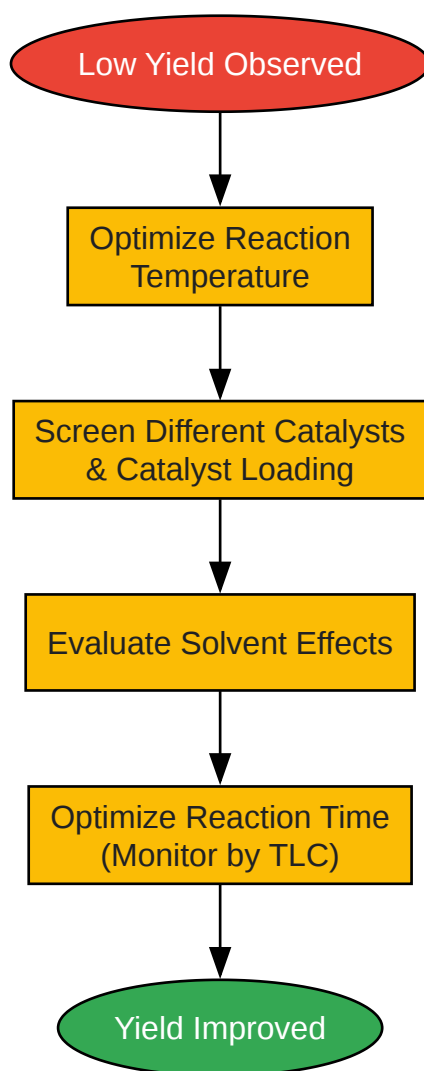 Low Yield Observed
Optimize Reaction
Temperature
Screen Different Catalysts
& Catalyst Loading
Evaluate Solvent Effects
Optimize Reaction Time
(Monitor by TLC)
Yield Improved